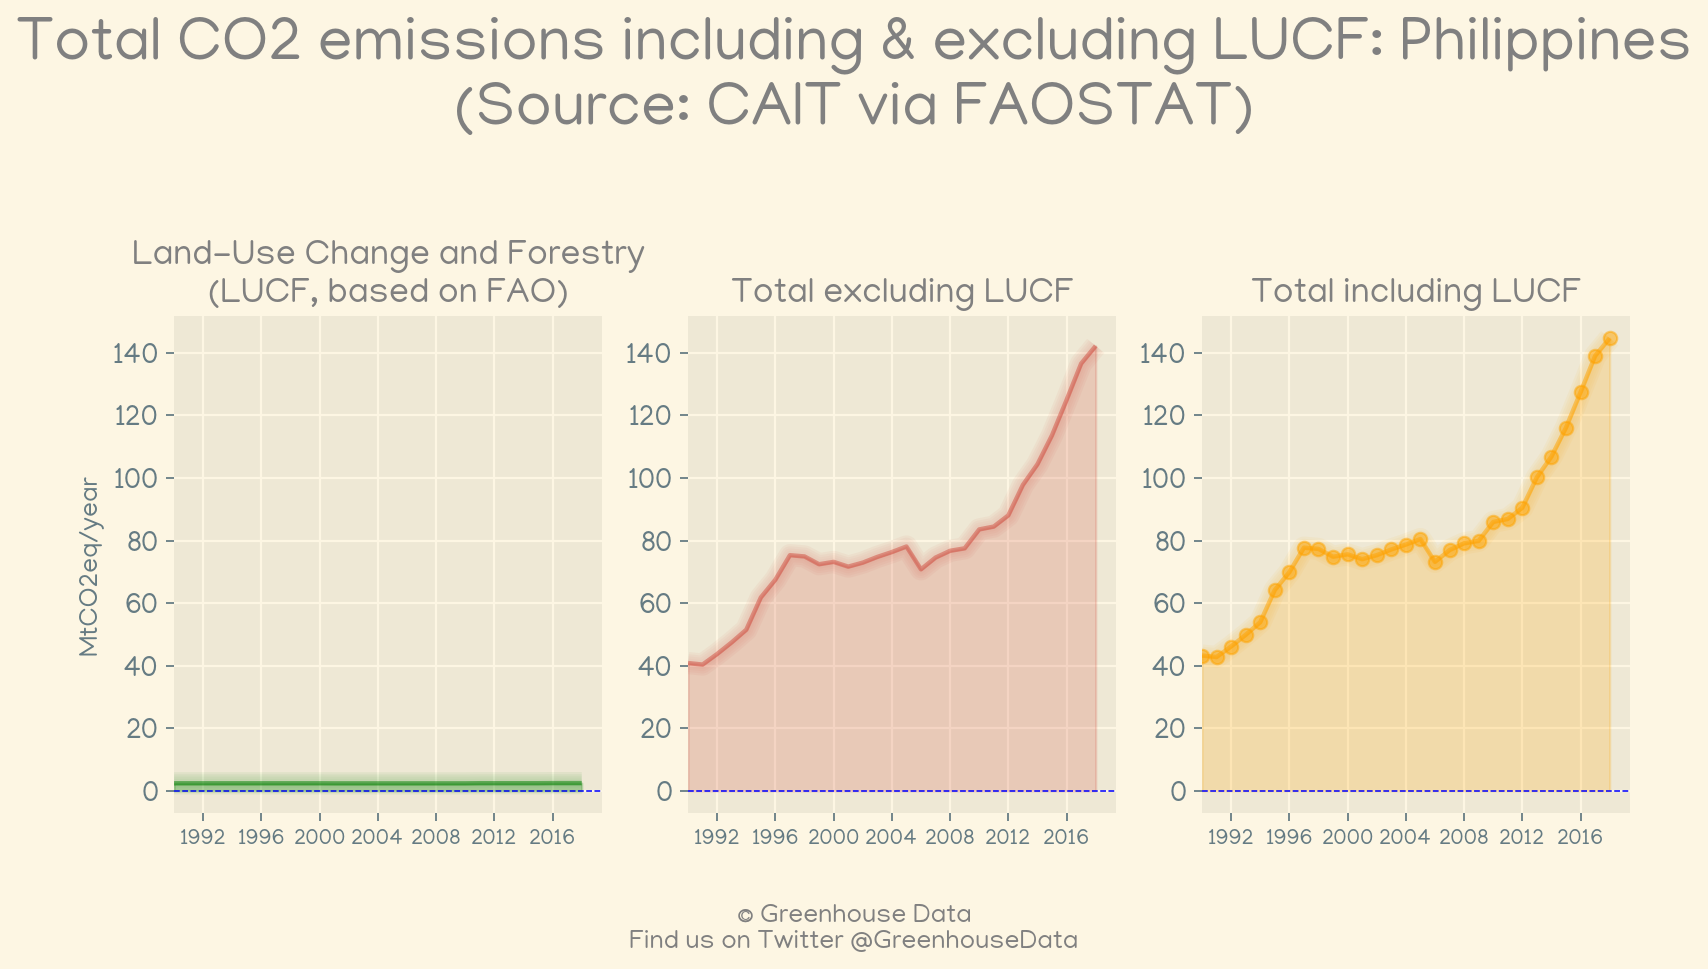 Total CO2 emissions including & excluding LUCF: Philippines
(Source: CAIT via FAOSTAT)
Land-Use Change and Forestry
(LUCF, based on FAO)
Total excluding LUCF
Total including LUCF
MtCO2eq/year
140
120
100
80
60
40
20
0
1992 1996 2000 2004 2008 2012 2016
140
120
100
80
60
40
20
0
1992 1996 2000 2004 2008 2012 2016
140
120
100
80
60
40
20
0
1992 1996 2000 2004 2008 2012 2016
© Greenhouse Data
Find us on Twitter @GreenhouseData